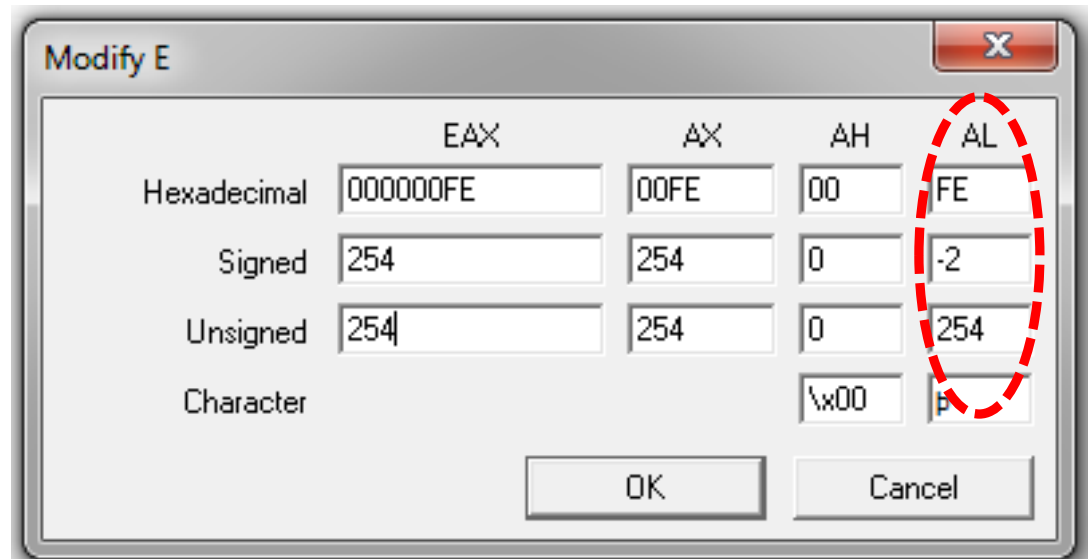 Modify E
EAX AX AH AL
Hexadecimal 000000FE 00FE 00 FE
Signed 254 254 0 -2
Unsigned 254 254 0 254
Character \x00 þ
OK Cancel